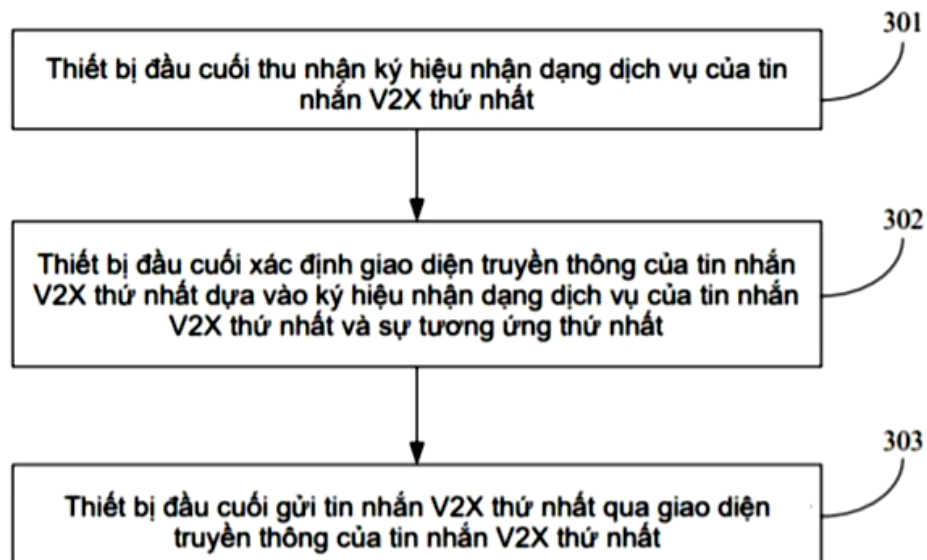 301
Thiết bị đầu cuối thu nhận ký hiệu nhận dạng dịch vụ của tin
nhắn V2X thứ nhất
302
Thiết bị đầu cuối xác định giao diện truyền thông của tin nhắn
V2X thứ nhất dựa vào ký hiệu nhận dạng dịch vụ của tin nhắn
V2X thứ nhất và sự tương ứng thứ nhất
303
Thiết bị đầu cuối gửi tin nhắn V2X thứ nhất qua giao diện
truyền thông của tin nhắn V2X thứ nhất